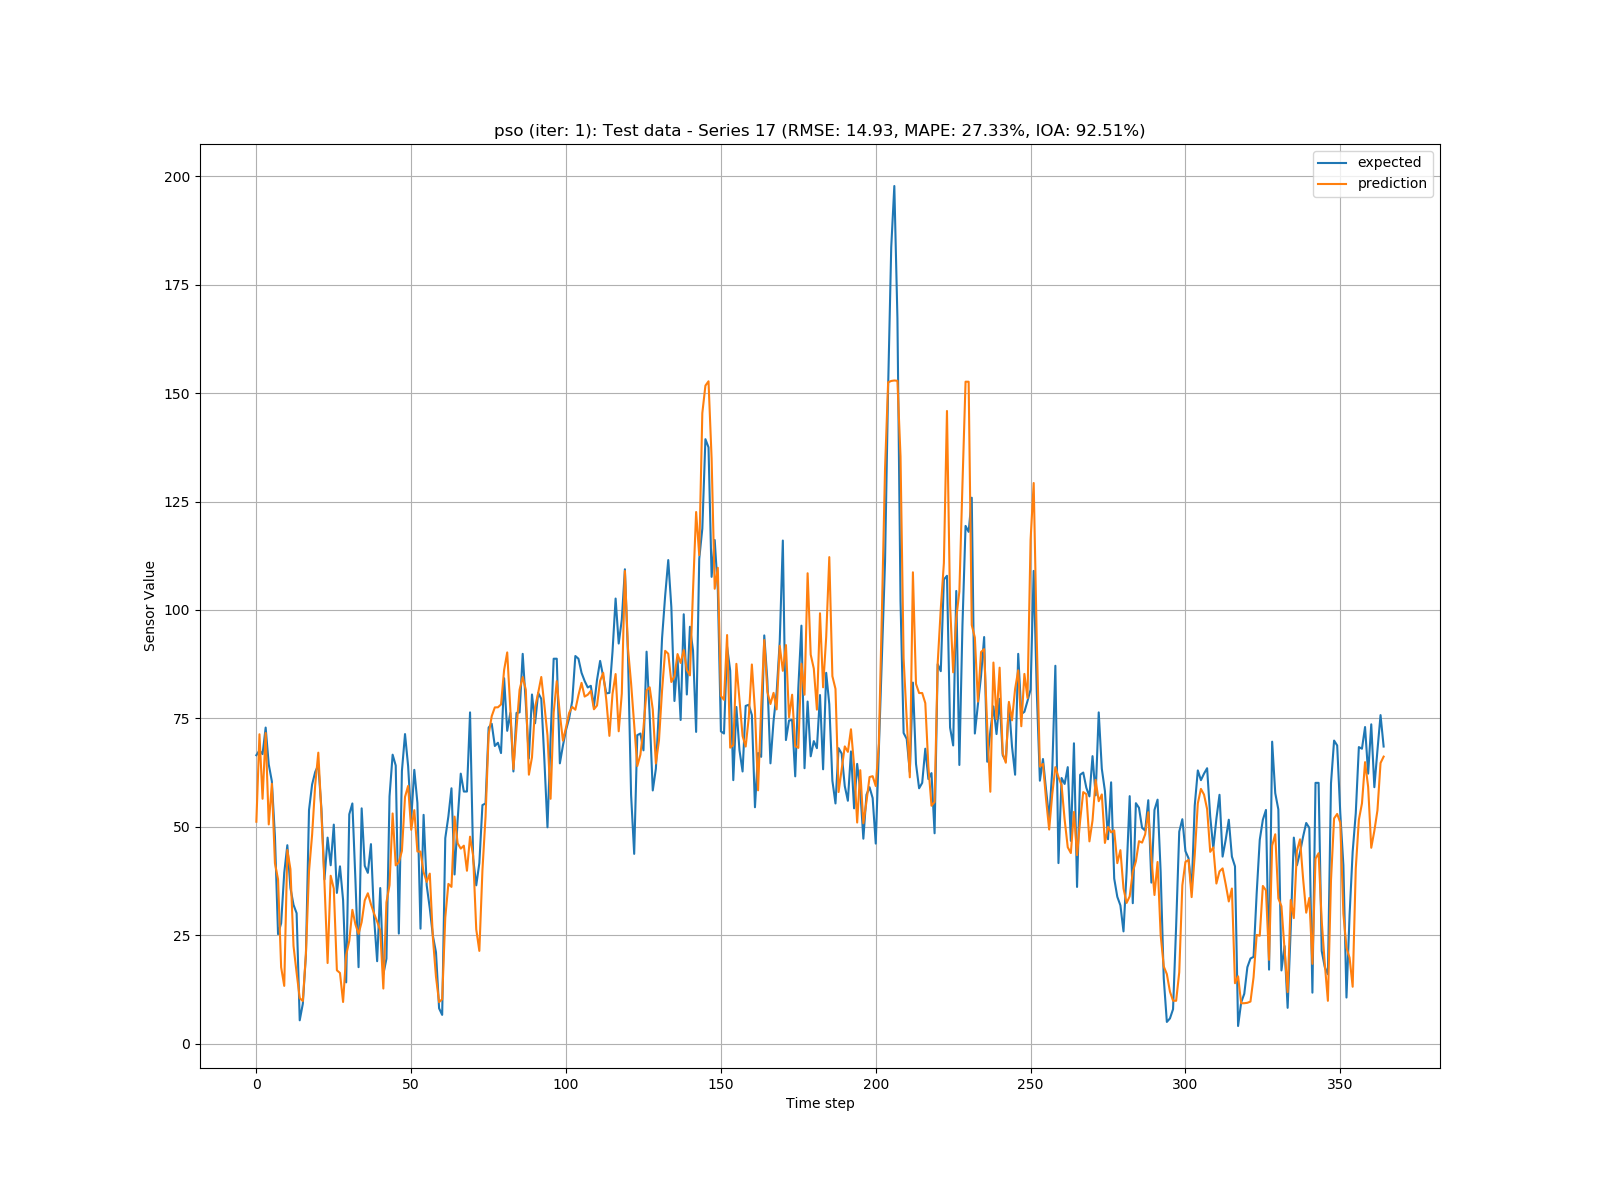 pso (iter: 1): Test data - Series 17 (RMSE: 14.93, MAPE: 27.33%, IOA: 92.51%)
expected
prediction
Sensor Value
200
175
150
125
100
75
50
25
0
0 50 100 150 200 250 300 350
Time step